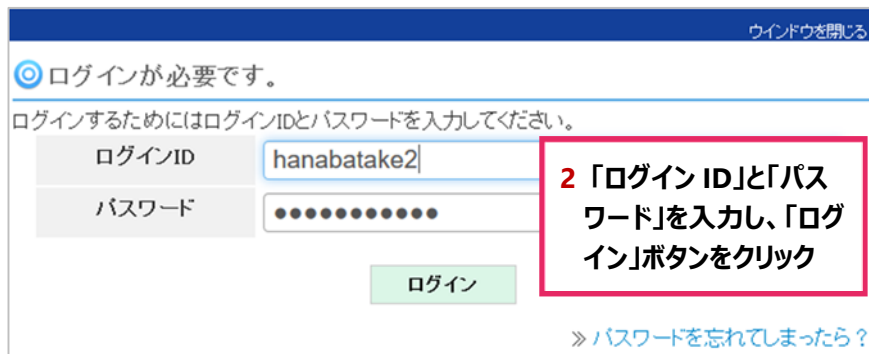 ウインドウを閉じる
ログインが必要です。
ログインするためにはログインIDとパスワードを入力してください。
ログインID
hanabatake2
パスワード
●●●●●●●●●●●
2 「ログイン ID」と「パス
ワード」を入力し、「ログ
イン」ボタンをクリック
ログイン
≫ パスワードを忘れてしまったら？